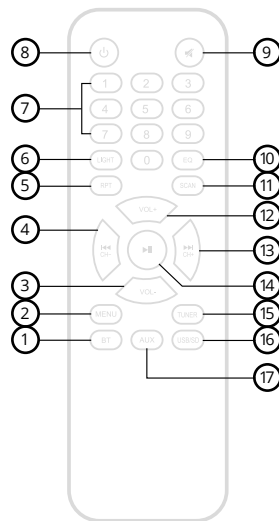 8 9
1 2 3
7
4 5 6
7 8 9
6 LIGHT 0 EQ 10
5 RPT SCAN 11
VOL+ 12
4
CH- CH+ 13
3 14
VOL-
2 MENU TUNER 15
1 BT AUX USB/SD 16
17